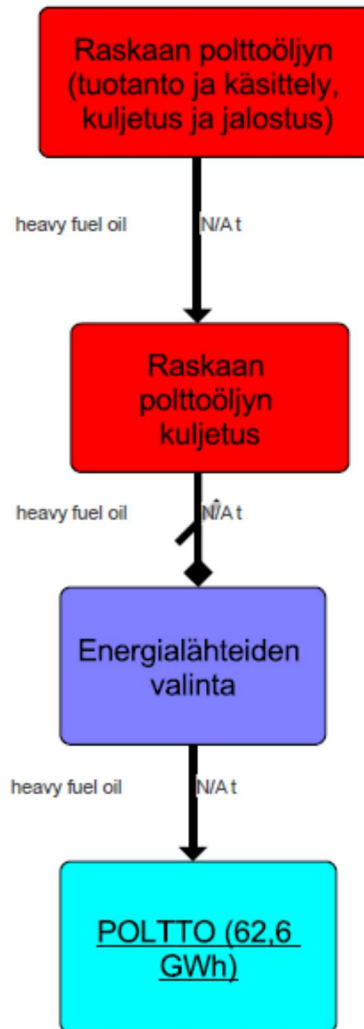 Raskaan polttoöljyn
(tuotanto ja käsittely,
kuljetus ja jalostus)
heavy fuel oil N/A t
Raskaan
polttoöljyn
kuljetus
heavy fuel oil N/A t
Energialähteiden
valinta
heavy fuel oil N/A t
POLTTO (62,6
GWh)